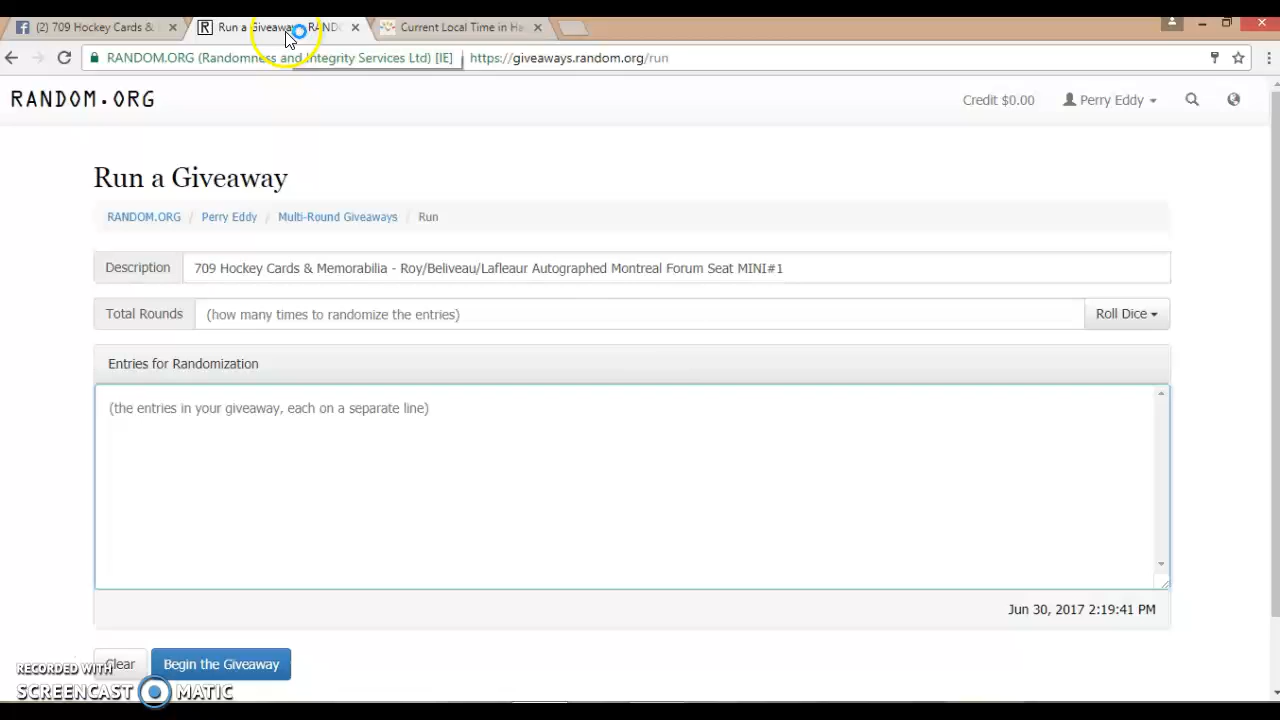 (2) 709 Hockey Cards &
Run a Giveaway - RANDO
Current Local Time in He
RANDOM.ORG (Randomness and Integrity Services Ltd) [IE]
https://giveaways.random.org/run
RANDOM.ORG
Credit $0.00
Perry Eddy
Run a Giveaway
RANDOM.ORG / Perry Eddy / Multi-Round Giveaways / Run
Description
709 Hockey Cards & Memorabilia - Roy/Beliveau/Lafleur Autographed Montreal Forum Seat MINI#1
Total Rounds
(how many times to randomize the entries)
Roll Dice
Entries for Randomization
(the entries in your giveaway, each on a separate line)
Jun 30, 2017 2:19:41 PM
Clear
Begin the Giveaway
RECORDED WITH
SCREENCAST MATIC